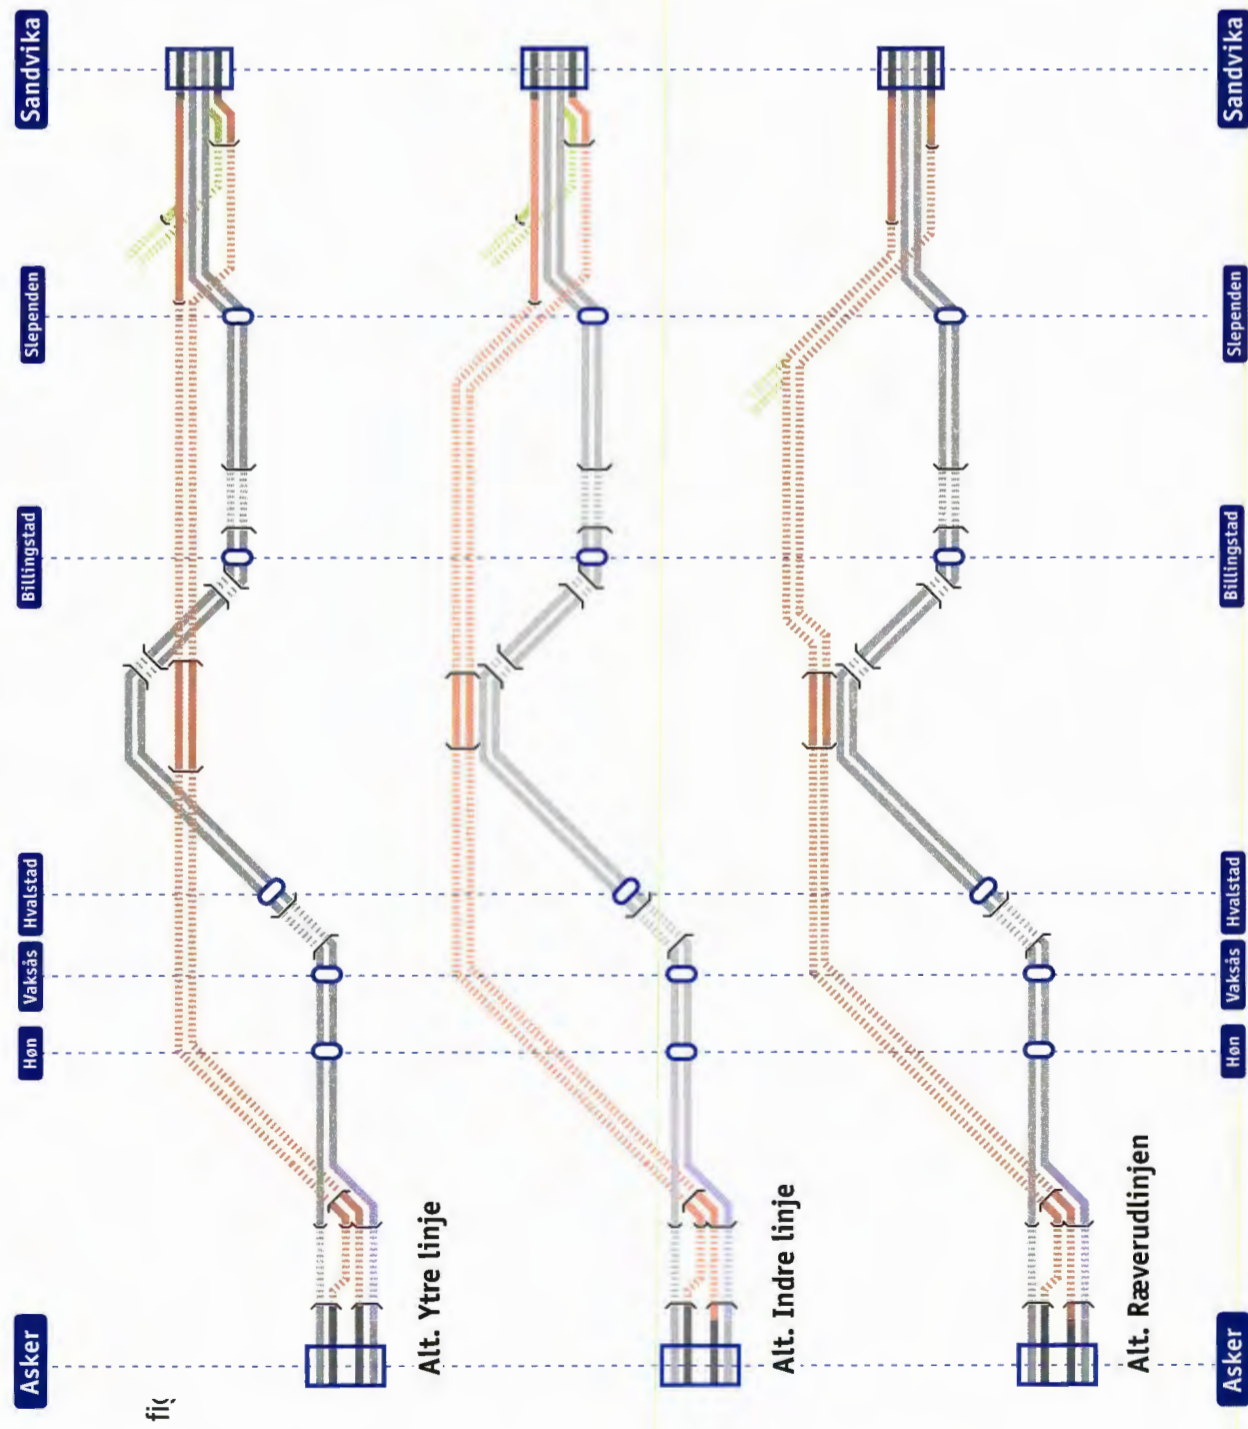 Asker Høn Vaksås Hvalstad Billingstad Slependen Sandvika
Alt. Ytre linje
Alt. Indre linje
Alt. Ræverudlinjen
Asker Høn Vaksås Hvalstad Billingstad Slependen Sandvika